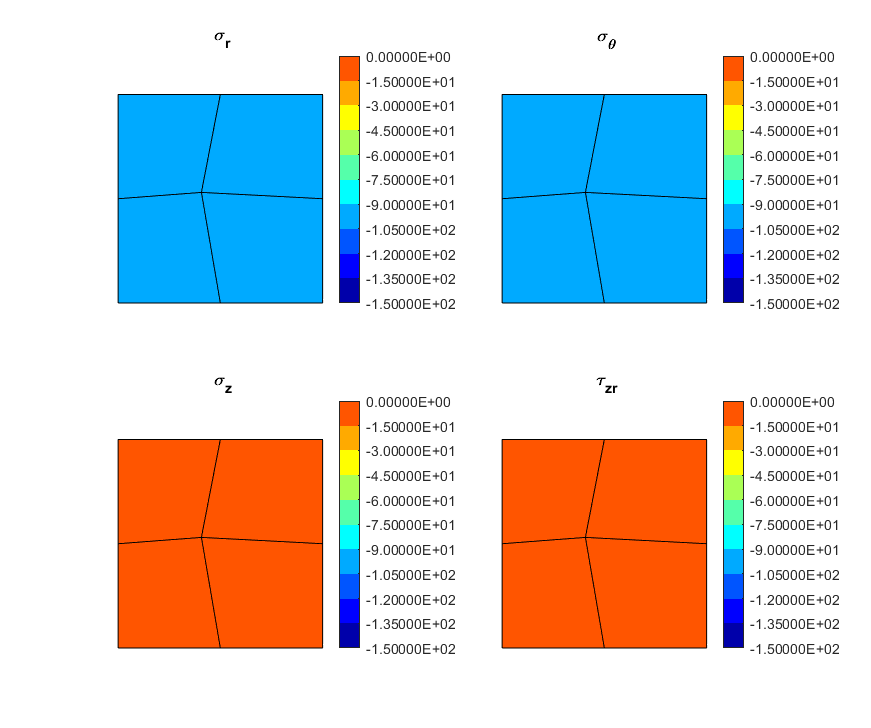 σr
0.00000E+00
-1.50000E+01
-3.00000E+01
-4.50000E+01
-6.00000E+01
-7.50000E+01
-9.00000E+01
-1.05000E+02
-1.20000E+02
-1.35000E+02
-1.50000E+02
σθ
0.00000E+00
-1.50000E+01
-3.00000E+01
-4.50000E+01
-6.00000E+01
-7.50000E+01
-9.00000E+01
-1.05000E+02
-1.20000E+02
-1.35000E+02
-1.50000E+02
σz
0.00000E+00
-1.50000E+01
-3.00000E+01
-4.50000E+01
-6.00000E+01
-7.50000E+01
-9.00000E+01
-1.05000E+02
-1.20000E+02
-1.35000E+02
-1.50000E+02
τzr
0.00000E+00
-1.50000E+01
-3.00000E+01
-4.50000E+01
-6.00000E+01
-7.50000E+01
-9.00000E+01
-1.05000E+02
-1.20000E+02
-1.35000E+02
-1.50000E+02